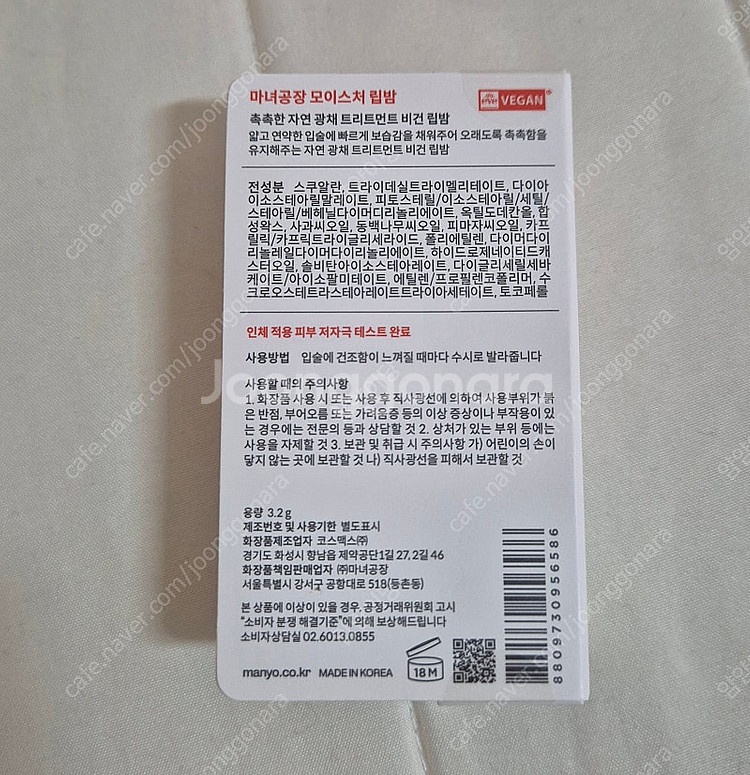 마녀공장 모이스처 립밤
VEGAN
촉촉한 자연 광채 트리트먼트 비건 립밤
얇고 연약한 입술에 빠르게 보습감을 채워주어 오래도록 촉촉함을
유지해주는 자연 광채 트리트먼트 비건 립밤
전성분 스쿠알란, 트라이데실트라이멜리테이트, 다이아
이소스테아릴말레이트, 피토스테릴/이소스테아릴/세틸/
스테아릴/베헤닐다이머디리놀리에이트, 옥틸도데칸올, 합
성왁스, 사과씨오일, 동백나무씨오일, 피마자씨오일, 카프
릴릭/카프릭트라이글리세라이드, 폴리에틸렌, 다이머다이
리놀레일다이머다이리놀리에이트, 하이드로제네이티드캐
스터오일, 솔비탄아이소스테아레이트, 다이글리세릴세바
케이트/아이소팔미테이트, 에틸렌/프로필렌코폴리머, 수
크로오스테트라스테아레이트트라이아세테이트, 토코페롤
인체 적용 피부 저자극 테스트 완료
사용방법 입술에 건조함이 느껴질 때마다 수시로 발라줍니다
Joonggonara
사용할 때의 주의사항
1. 화장품 사용 시 또는 사용 후 직사광선에 의하여 사용부위가 붉
은 반점, 부어오름 또는 가려움증 등의 이상 증상이나 부작용이 있
는 경우에는 전문의 등과 상담할 것 2. 상처가 있는 부위 등에는
사용을 자제할 것 3. 보관 및 취급 시 주의사항 가) 어린이의 손이
닿지 않는 곳에 보관할 것 나) 직사광선을 피해서 보관할 것
용량 3.2 g
제조번호 및 사용기한 별도표시
화장품제조업자 코스맥스㈜
경기도 화성시 향남읍 제약공단1길 27, 2길 46
화장품책임판매업자 ㈜마녀공장
서울특별시 강서구 공항대로 518(등촌동)
본 상품에 이상이 있을 경우, 공정거래위원회 고시
"소비자 분쟁 해결기준"에 의해 보상해드립니다
소비자상담실 02.6013.0855
manyo.co.kr MADE IN KOREA
18 M
8809730956586
cafe.naver.com/joonggonara